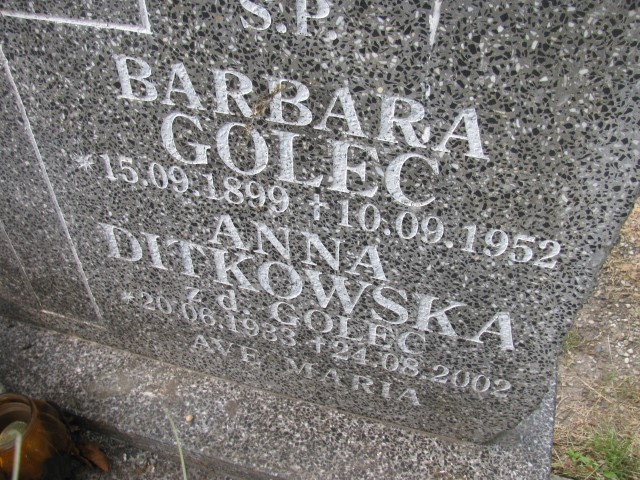 Ś.P.
BARBARA
GOLEC
*15.09.1899 +10.09.1952
ANNA
DITKOWSKA
z d. GOLEC
*20.06.1933 +24.08.2002
AVE MARIA